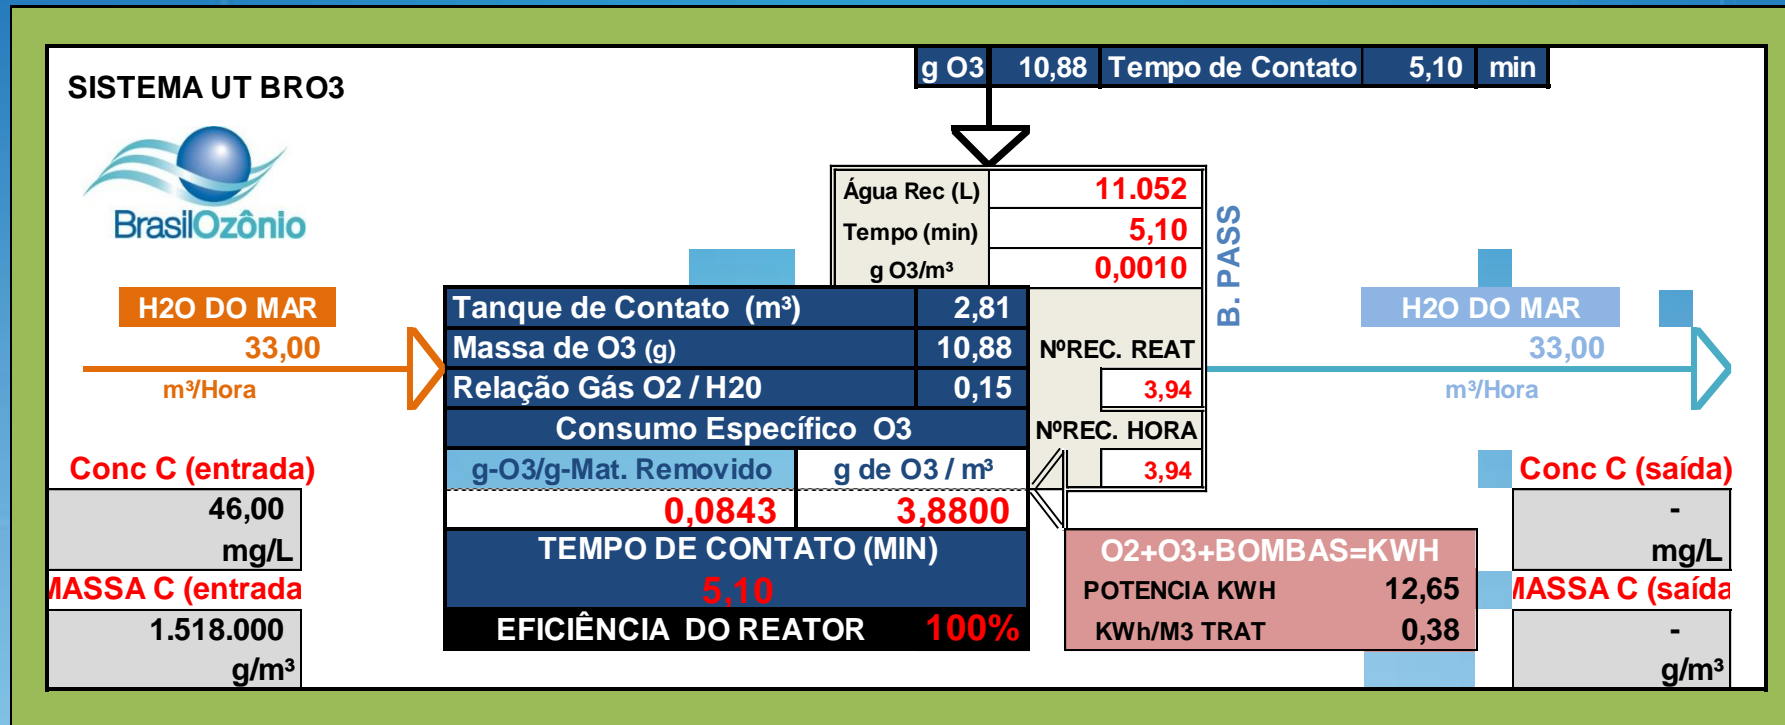 g O3 10,88 Tempo de Contato 5,10 min
SISTEMA UT BRO3
BrasilOzônio
Água Rec (L) 11.052
Tempo (min) 5,10
g O3/m³ 0,0010
B. PASS
H2O DO MAR
33,00
m³/Hora
Tanque de Contato (m³) 2,81
Massa de O3 (g) 10,88
Relação Gás O2 / H20 0,15
Consumo Específico O3
g-O3/g-Mat. Removido g de O3 / m³
0,0843 3,8800
TEMPO DE CONTATO (MIN)
5,10
EFICIÊNCIA DO REATOR 100%
NºREC. REAT
3,94
NºREC. HORA
3,94
H2O DO MAR
33,00
m³/Hora
Conc C (entrada)
46,00
mg/L
MASSA C (entrada
1.518.000
g/m³
O2+O3+BOMBAS=KWH
POTENCIA KWH 12,65
KWh/M3 TRAT 0,38
Conc C (saída)
-
mg/L
MASSA C (saída
-
g/m³